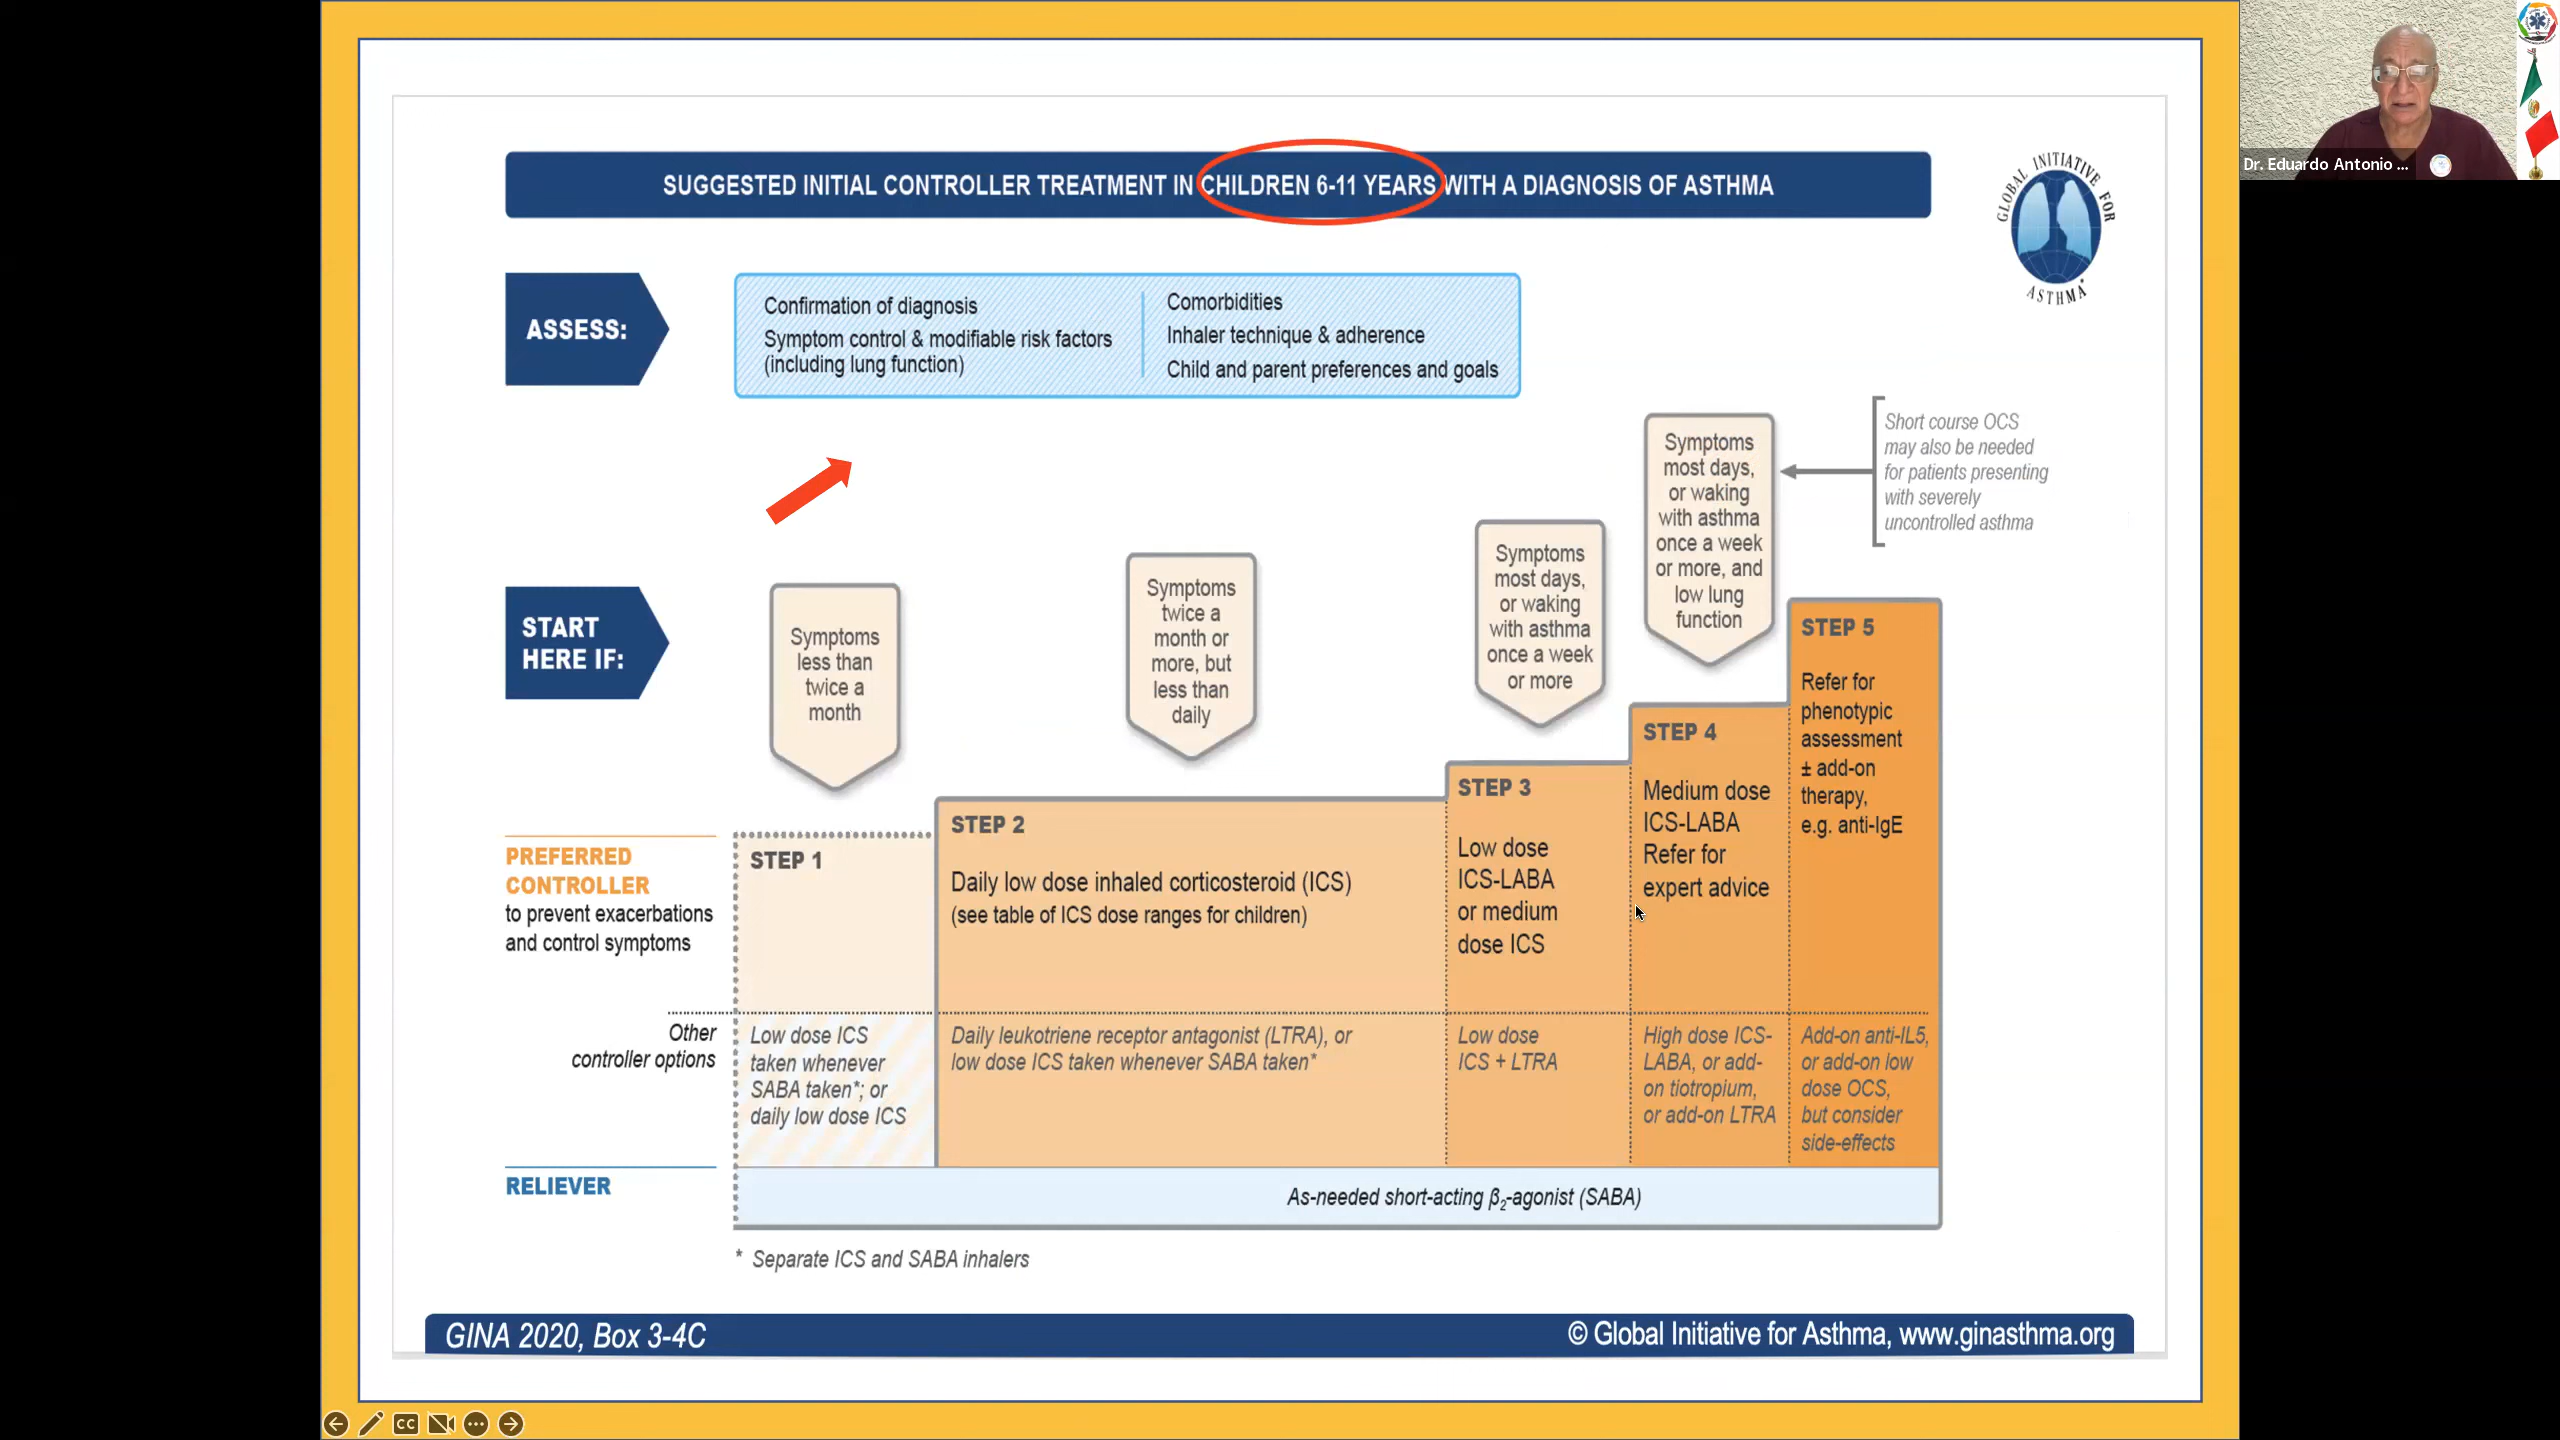 SUGGESTED INITIAL CONTROLLER TREATMENT IN CHILDREN 6-11 YEARS WITH A DIAGNOSIS OF ASTHMA
GLOBAL INITIATIVE FOR
ASTHMA
Dr. Eduardo Antonio ...
ASSESS:
Confirmation of diagnosis
Symptom control & modifiable risk factors
(including lung function)
Comorbidities
Inhaler technique & adherence
Child and parent preferences and goals
Short course OCS
may also be needed
for patients presenting
with severely
uncontrolled asthma
START
HERE IF:
Symptoms
less than
twice a
month
Symptoms
twice a
month or
more, but
less than
daily
Symptoms
most days,
or waking
with asthma
once a week
or more
Symptoms
most days,
or waking
with asthma
once a week
or more, and
low lung
function
PREFERRED
CONTROLLER
to prevent exacerbations
and control symptoms
STEP 1
STEP 2
Daily low dose inhaled corticosteroid (ICS)
(see table of ICS dose ranges for children)
STEP 3
Low dose
ICS-LABA
or medium
dose ICS
STEP 4
Medium dose
ICS-LABA
Refer for
expert advice
STEP 5
Refer for
phenotypic
assessment
± add-on
therapy,
e.g. anti-IgE
Other
controller options
Low dose ICS
taken whenever
SABA taken*; or
daily low dose ICS
Daily leukotriene receptor antagonist (LTRA), or
low dose ICS taken whenever SABA taken*
Low dose
ICS + LTRA
High dose ICS-
LABA, or add-
on tiotropium,
or add-on LTRA
Add-on anti-IL5,
or add-on low
dose OCS,
but consider
side-effects
RELIEVER
As-needed short-acting β₂-agonist (SABA)
* Separate ICS and SABA inhalers
GINA 2020, Box 3-4C
© Global Initiative for Asthma, www.ginasthma.org
CC